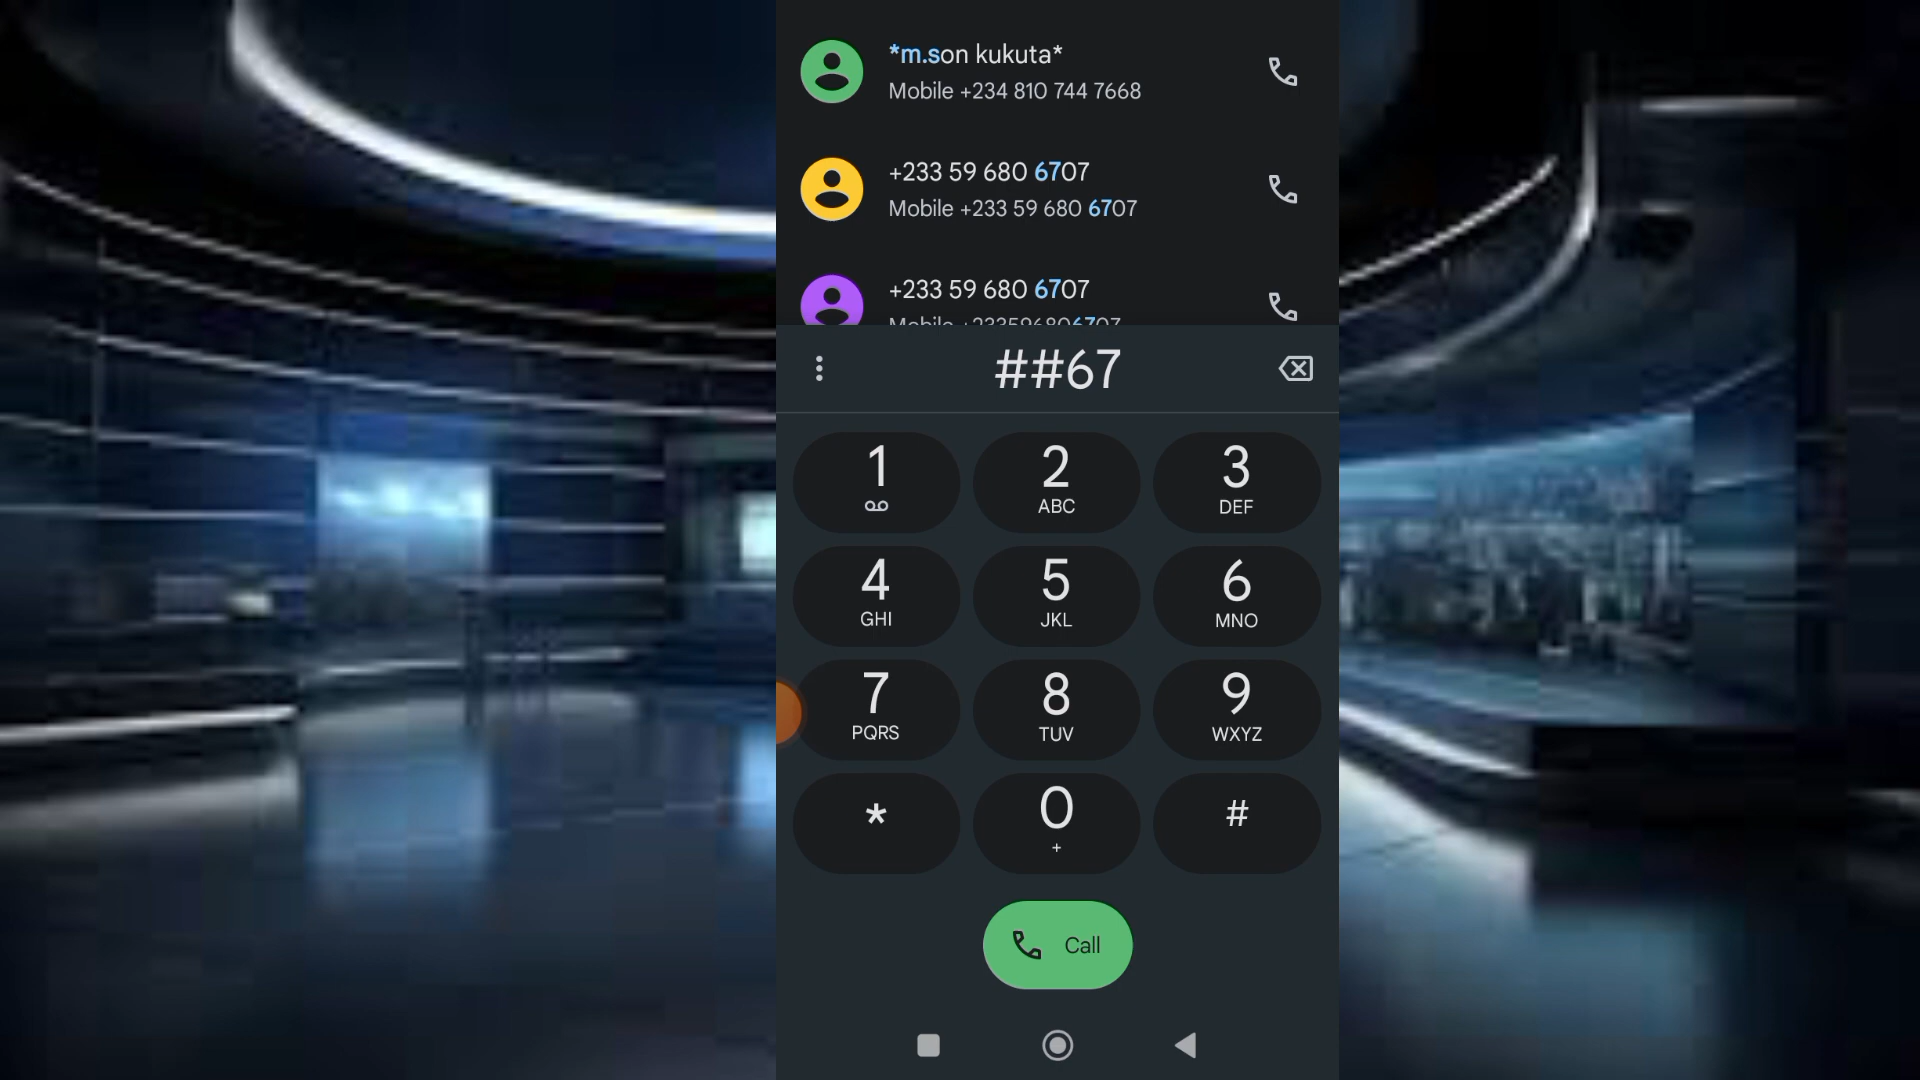 *m.son kukuta*
Mobile +234 810 744 7668
+233 59 680 6707
Mobile +233 59 680 6707
+233 59 680 6707
Mobile +233596806707
##67
1
2
ABC
3
DEF
4
GHI
5
JKL
6
MNO
7
PQRS
8
TUV
9
WXYZ
*
0
+
#
Call